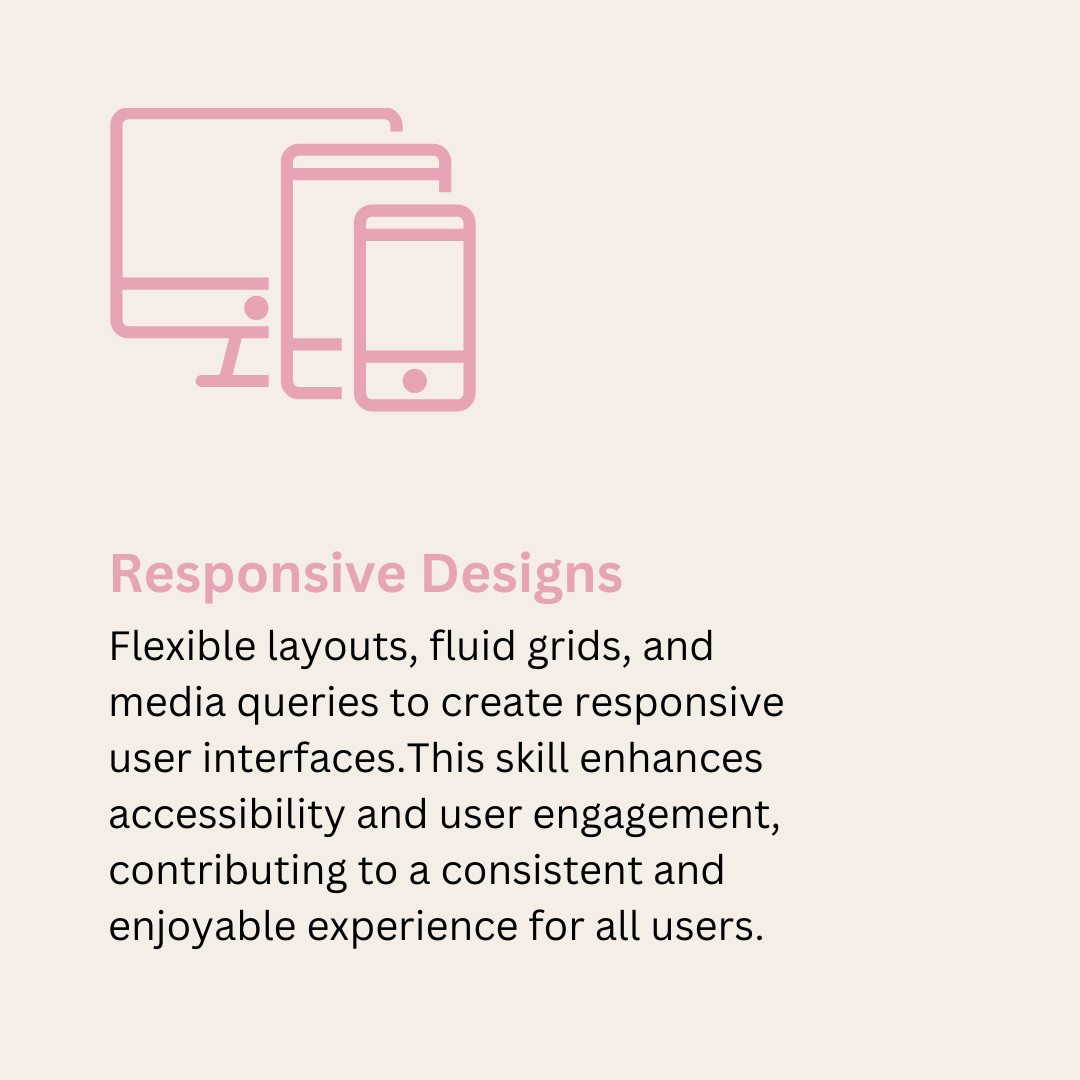 Responsive Designs
Flexible layouts, fluid grids, and
media queries to create responsive
user interfaces.This skill enhances
accessibility and user engagement,
contributing to a consistent and
enjoyable experience for all users.